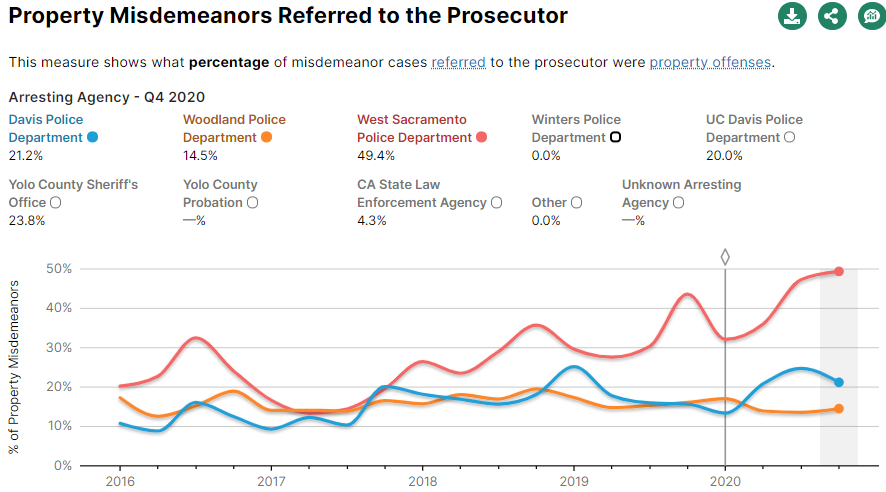 Property Misdemeanors Referred to the Prosecutor
This measure shows what percentage of misdemeanor cases referred to the prosecutor were property offenses.
Arresting Agency - Q4 2020
Davis Police
Department
21.2%
Woodland Police
Department
14.5%
West Sacramento
Police Department
49.4%
Winters Police
Department
0.0%
UC Davis Police
Department
20.0%
Yolo County Sheriff's
Office
23.8%
Yolo County
Probation
—%
CA State Law
Enforcement Agency
4.3%
Other
0.0%
Unknown Arresting
Agency
—%
% of Property Misdemeanors
50%
40%
30%
20%
10%
0%
2016 2017 2018 2019 2020